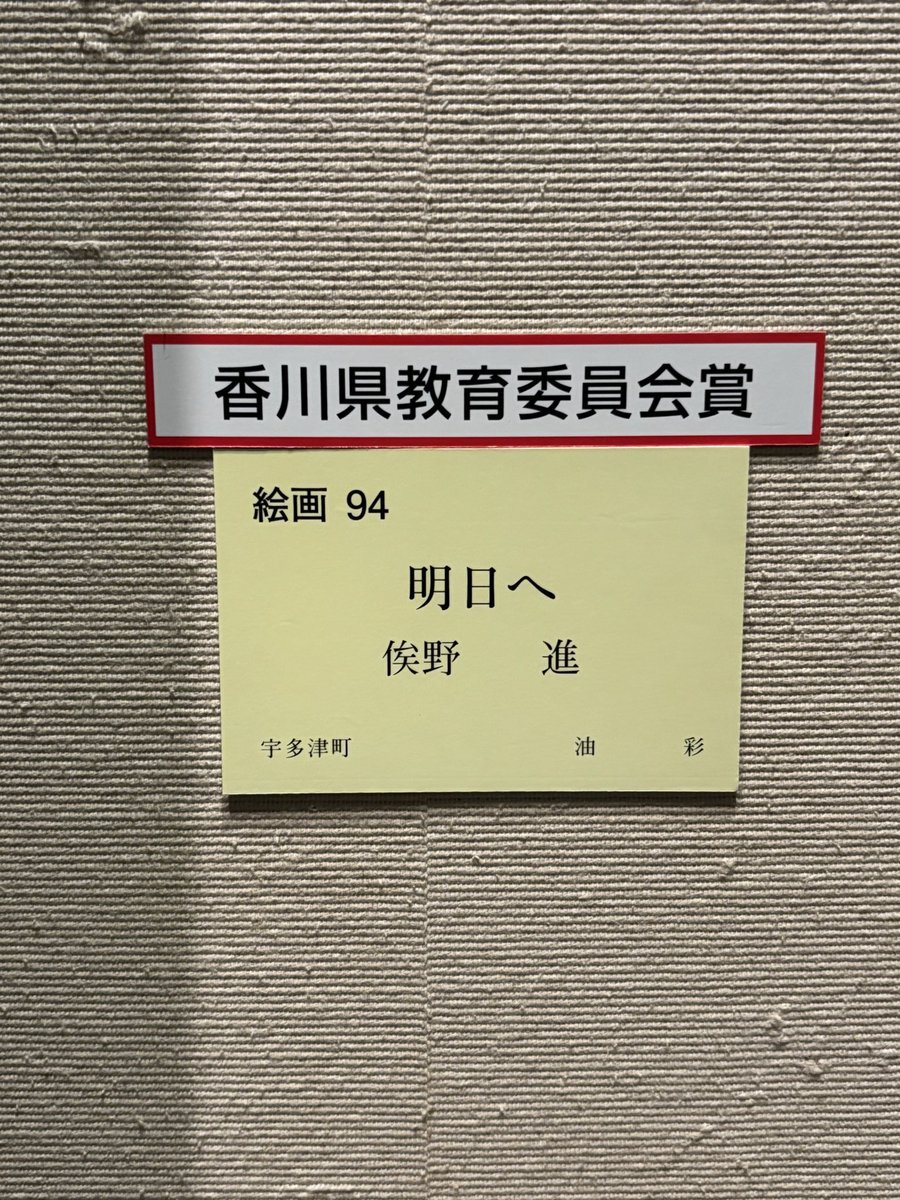 香川県教育委員会賞
絵画 94
明日へ
俟野 進
宇多津町 油彩